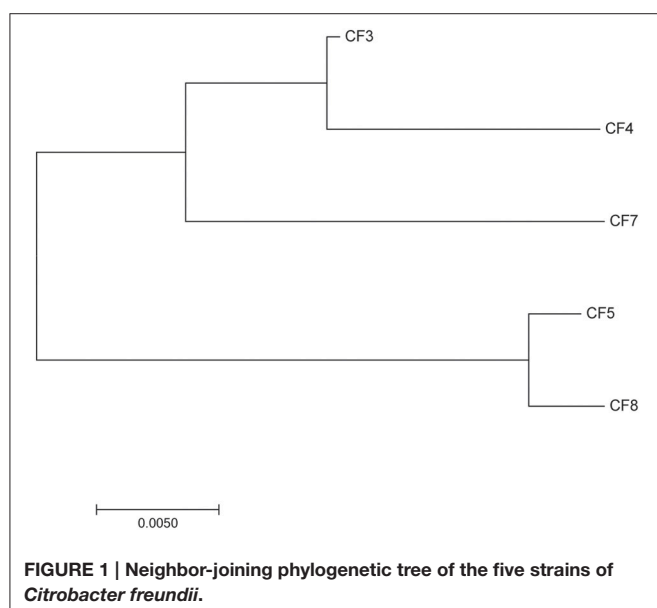 CF3
CF4
CF7
CF5
CF8
0.0050
FIGURE 1 | Neighbor-joining phylogenetic tree of the five strains of
Citrobacter freundii.